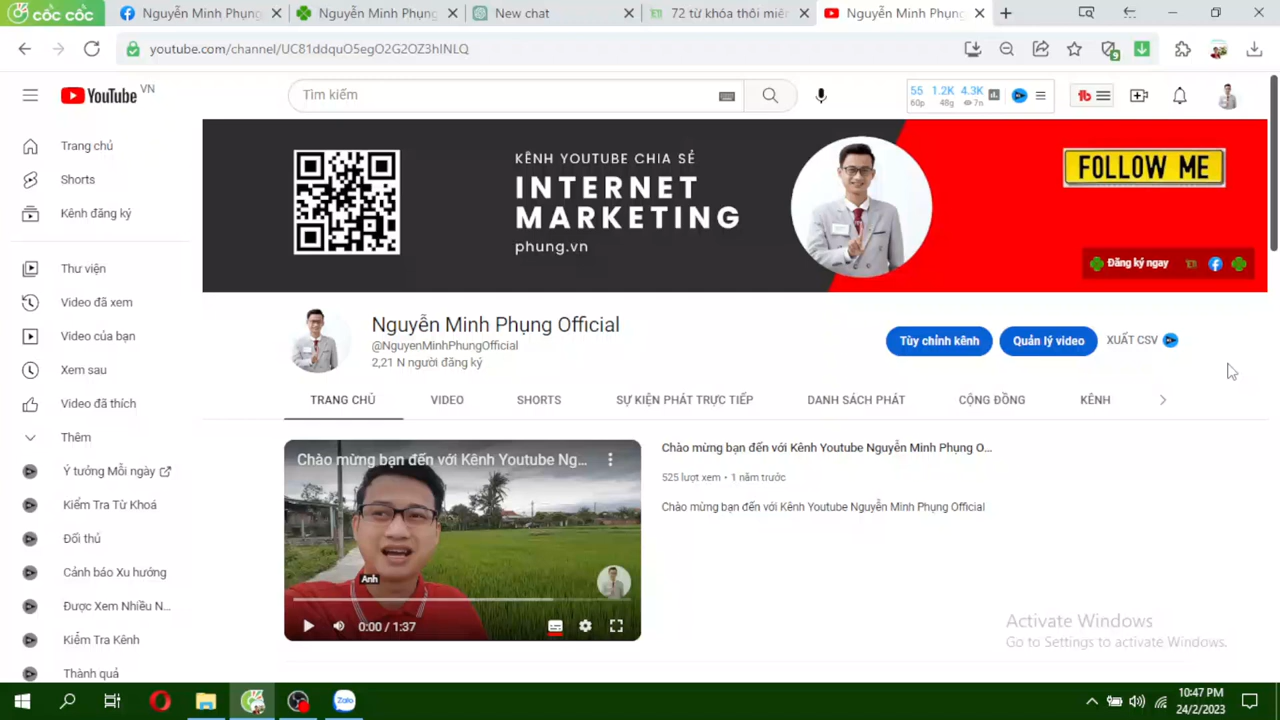 cốc cốc
Nguyễn Minh Phụng
Nguyễn Minh Phụng
New chat
72 từ khóa thôi miên
Nguyễn Minh Phụng
youtube.com/channel/UC81ddquO5egO2G2OZ3hINLQ
9
YouTube VN
Tìm kiếm
55 1.2K 4.3K
60p 48g 7n
Trang chủ
Shorts
Kênh đăng ký
Thư viện
Video đã xem
Video của bạn
Xem sau
Video đã thích
Thêm
Ý tưởng Mỗi ngày
Kiểm Tra Từ Khoá
Đối thủ
Cảnh báo Xu hướng
Được Xem Nhiều N...
Kiểm Tra Kênh
Thành quả
KÊNH YOUTUBE CHIA SẺ
INTERNET
MARKETING
phung.vn
FOLLOW ME
Đăng ký ngay
Nguyễn Minh Phụng Official
@NguyenMinhPhungOfficial
2,21 N người đăng ký
Tùy chỉnh kênh
Quản lý video
XUẤT CSV
TRANG CHỦ
VIDEO
SHORTS
SỰ KIỆN PHÁT TRỰC TIẾP
DANH SÁCH PHÁT
CỘNG ĐỒNG
KÊNH
Chào mừng bạn đến với Kênh Youtube Ng...
Anh
0:00 / 1:37
Chào mừng bạn đến với Kênh Youtube Nguyễn Minh Phụng O...
525 lượt xem • 1 năm trước
Chào mừng bạn đến với Kênh Youtube Nguyễn Minh Phụng Official
Activate Windows
Go to Settings to activate Windows.
Zalo
10:47 PM
24/2/2023